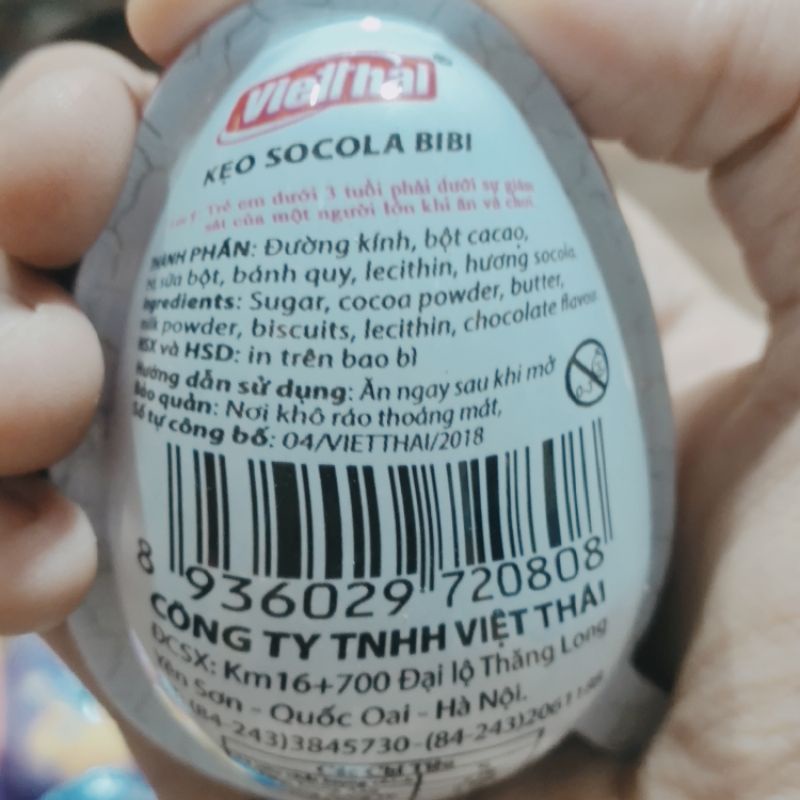 VietThai®
KẸO SOCOLA BIBI
Trẻ em dưới 3 tuổi phải dưới sự giám
sát của một người lớn khi ăn và chơi
THÀNH PHẦN: Đường kính, bột cacao,
sữa bột, bánh quy, lecithin, hương socola
Ingredients: Sugar, cocoa powder, butter,
milk powder, biscuits, lecithin, chocolate flavour
NSX và HSD: in trên bao bì
Hướng dẫn sử dụng: Ăn ngay sau khi mở
0-3
Bảo quản: Nơi khô ráo thoáng mát,
Số tự công bố: 04/VIETTHAI/2018
8 936029 720808
CÔNG TY TNHH VIỆT THÁI
ĐCSX: Km16+700 Đại lộ Thăng Long
Yên Sơn - Quốc Oai - Hà Nội.
(84-243)3845730-(84-243)